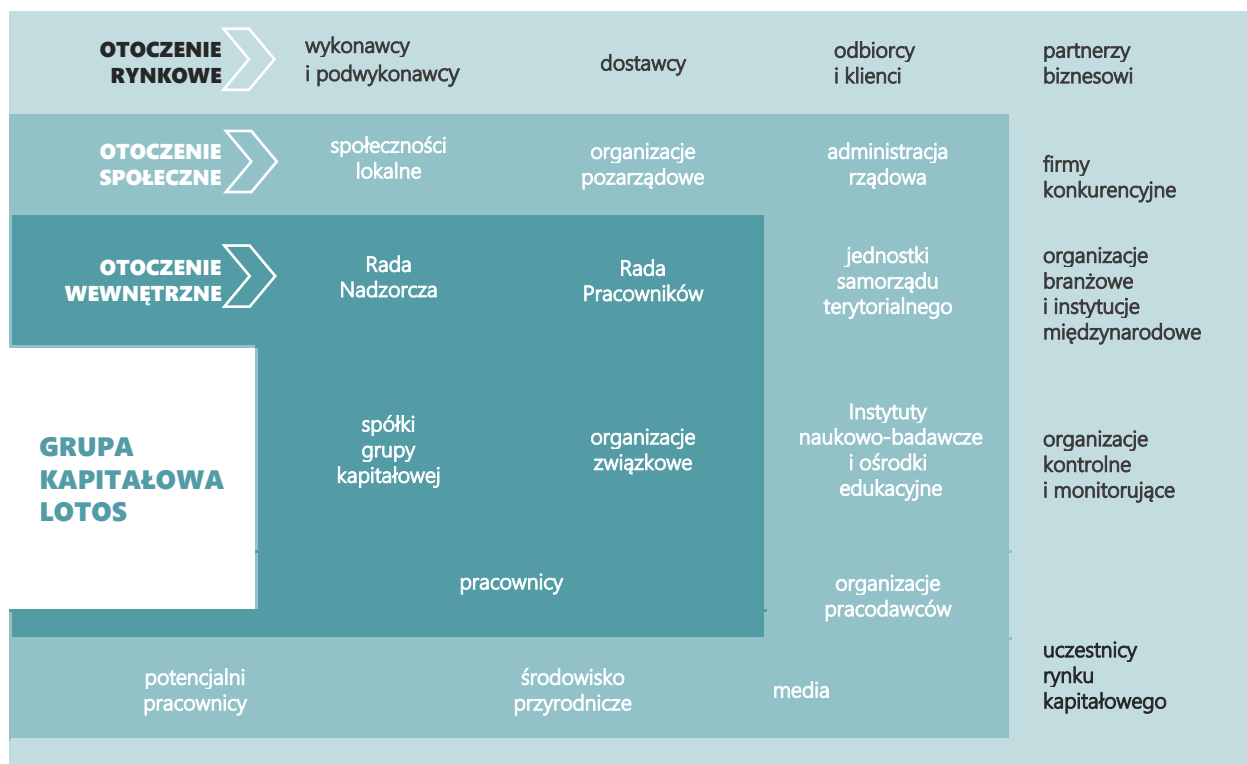 OTOCZENIE
RYNKOWE
wykonawcy
i podwykonawcy
dostawcy
odbiorcy
i klienci
partnerzy
biznesowi
OTOCZENIE
SPOŁECZNE
społeczności
lokalne
organizacje
pozarządowe
administracja
rządowa
firmy
konkurencyjne
OTOCZENIE
WEWNĘTRZNE
Rada
Nadzorcza
Rada
Pracowników
jednostki
samorządu
terytorialnego
organizacje
branżowe
i instytucje
międzynarodowe
GRUPA
KAPITAŁOWA
LOTOS
spółki
grupy
kapitałowej
organizacje
związkowe
Instytuty
naukowo-badawcze
i ośrodki
edukacyjne
organizacje
kontrolne
i monitorujące
pracownicy
organizacje
pracodawców
potencjalni
pracownicy
środowisko
przyrodnicze
media
uczestnicy
rynku
kapitałowego